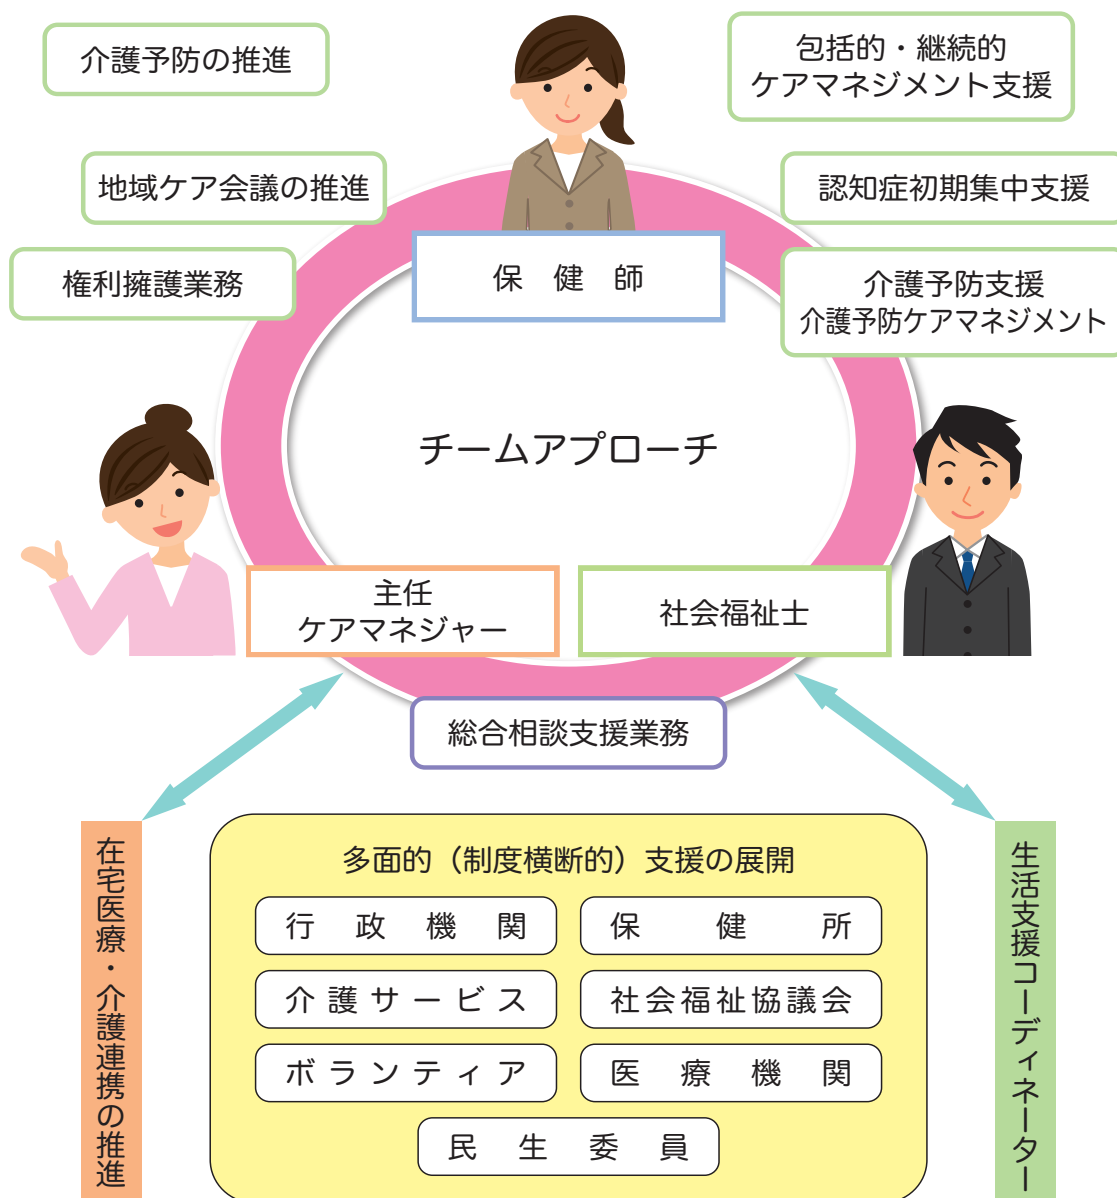 介護予防の推進
包括的・継続的
ケアマネジメント支援
地域ケア会議の推進
認知症初期集中支援
権利擁護業務
介護予防支援
介護予防ケアマネジメント
保健師
チームアプローチ
主任
ケアマネジャー
社会福祉士
総合相談支援業務
在宅医療・介護連携の推進
多面的（制度横断的）支援の展開
行政機関
保健所
介護サービス
社会福祉協議会
ボランティア
医療機関
民生委員
生活支援コーディネーター